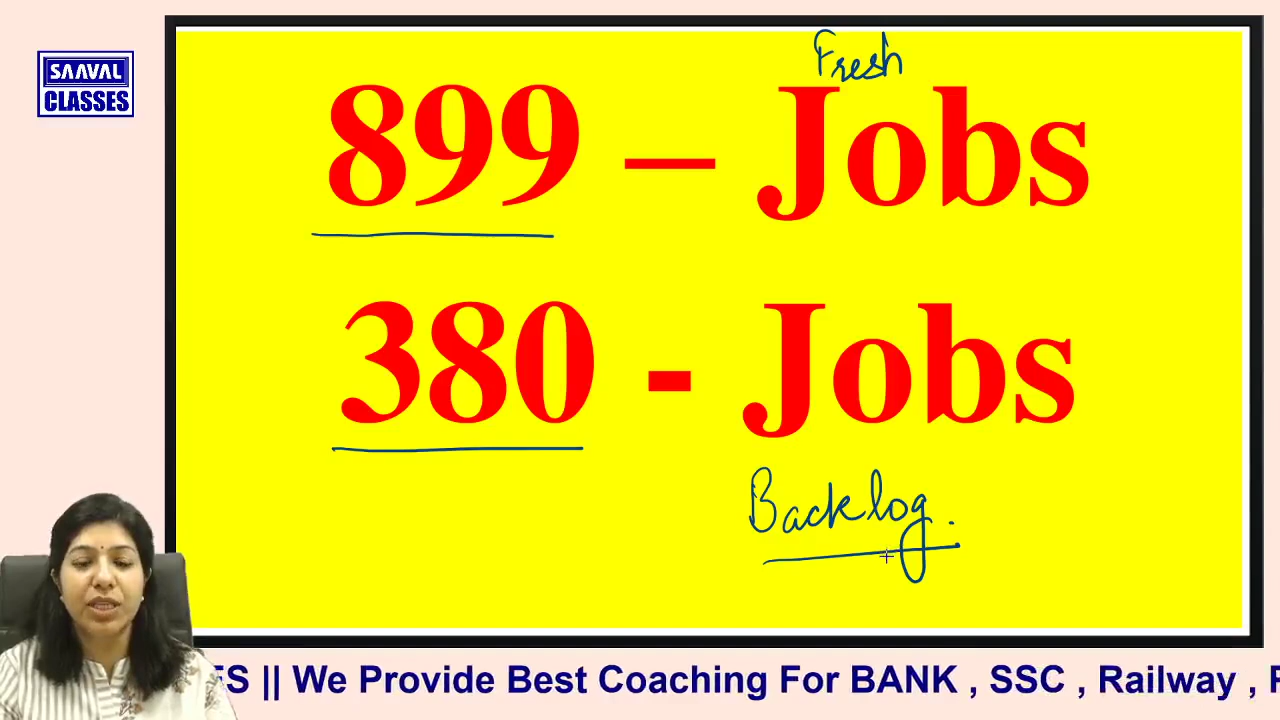 SAAVAL
CLASSES
Fresh
899 – Jobs
380 - Jobs
Backlog.
ES || We Provide Best Coaching For BANK , SSC , Railway ,